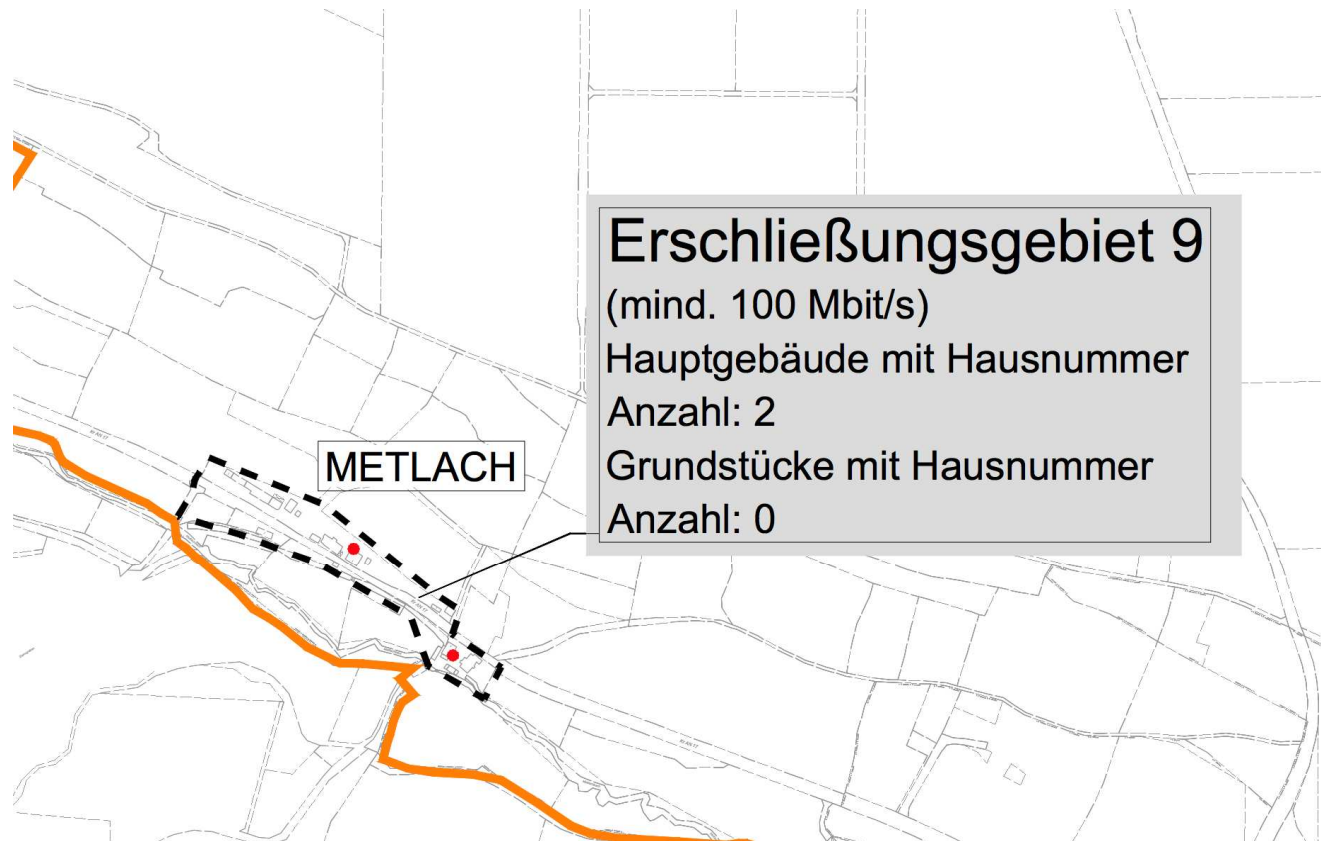 Erschließungsgebiet 9
(mind. 100 Mbit/s)
Hauptgebäude mit Hausnummer
Anzahl: 2
Grundstücke mit Hausnummer
Anzahl: 0
METLACH